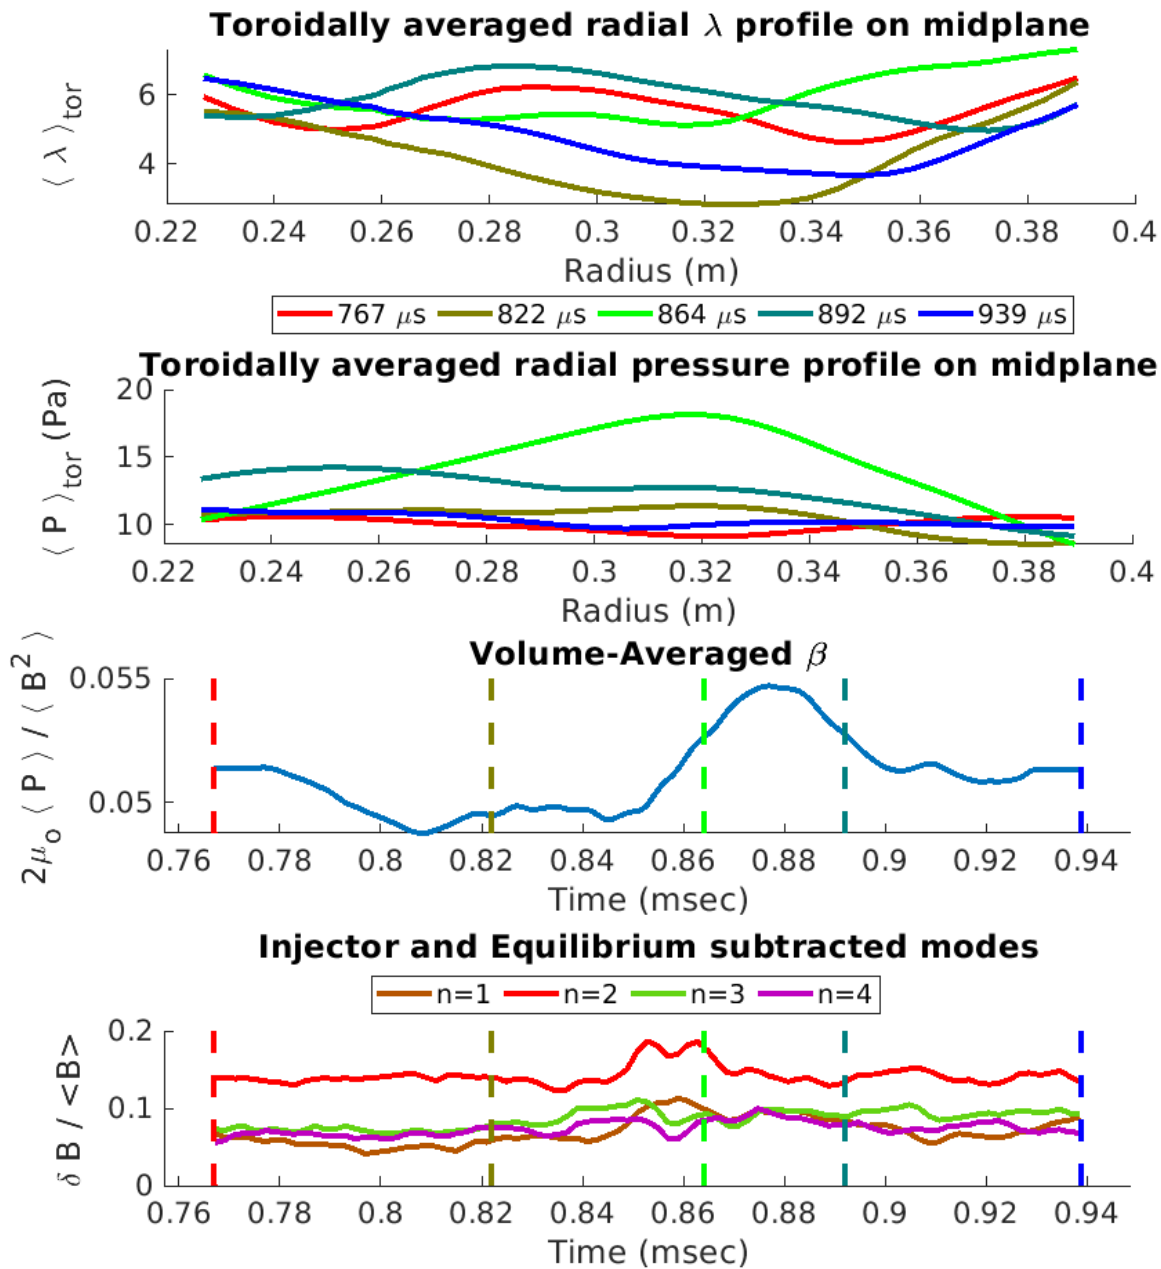 Toroidally averaged radial λ profile on midplane
⟨ λ ⟩tor
6
4
0.22 0.24 0.26 0.28 0.3 0.32 0.34 0.36 0.38 0.4
Radius (m)
767 μs 822 μs 864 μs 892 μs 939 μs
Toroidally averaged radial pressure profile on midplane
⟨ P ⟩tor (Pa)
20
15
10
0.22 0.24 0.26 0.28 0.3 0.32 0.34 0.36 0.38 0.4
Radius (m)
Volume-Averaged β
2μo ⟨ P ⟩ / ⟨ B² ⟩
0.055
0.05
0.76 0.78 0.8 0.82 0.84 0.86 0.88 0.9 0.92 0.94
Time (msec)
Injector and Equilibrium subtracted modes
n=1 n=2 n=3 n=4
δ B / <B>
0.2
0.1
0
0.76 0.78 0.8 0.82 0.84 0.86 0.88 0.9 0.92 0.94
Time (msec)